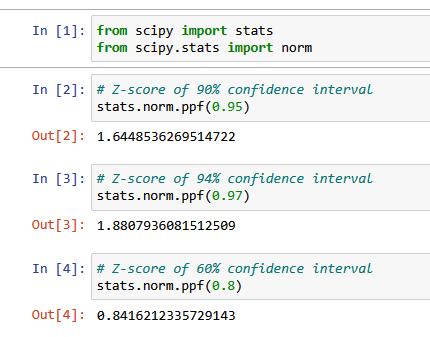 In [1]: from scipy import stats
from scipy.stats import norm
In [2]: # Z-score of 90% confidence interval
stats.norm.ppf(0.95)
Out[2]: 1.6448536269514722
In [3]: # Z-score of 94% confidence interval
stats.norm.ppf(0.97)
Out[3]: 1.8807936081512509
In [4]: # Z-score of 60% confidence interval
stats.norm.ppf(0.8)
Out[4]: 0.8416212335729143